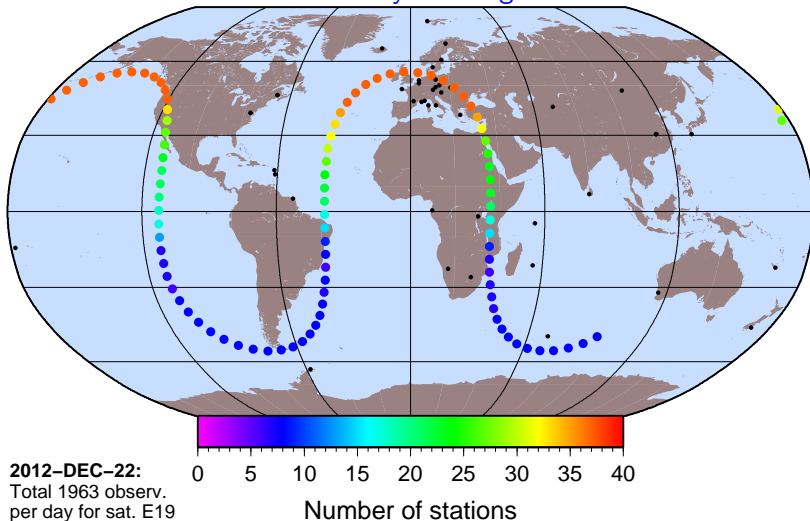 0 5 10 15 20 25 30 35 40
2012–DEC–22:
Total 1963 observ.
per day for sat. E19
Number of stations